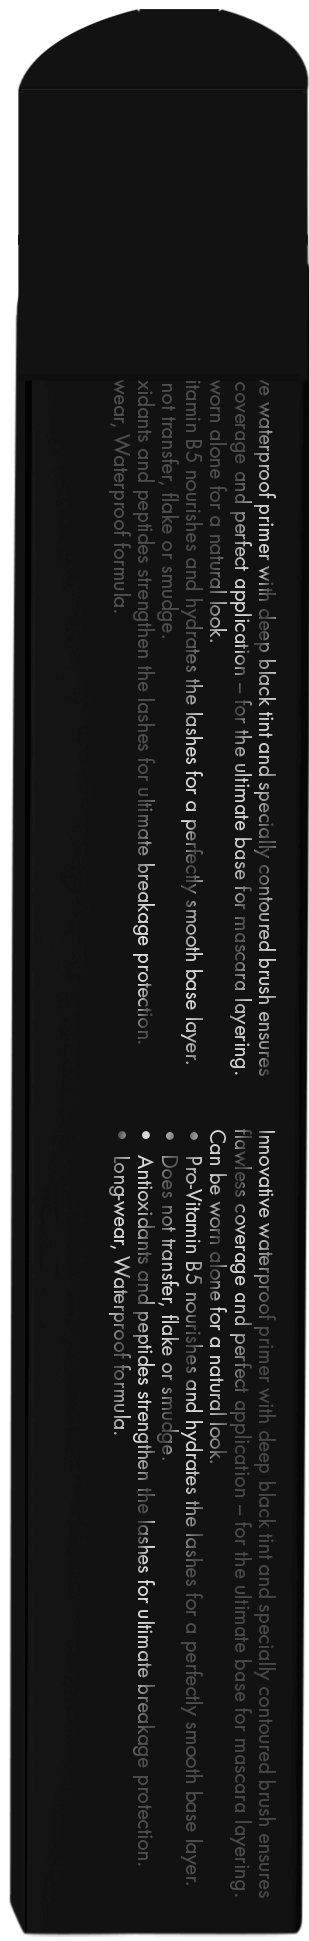 e waterproof primer with deep black tint and specially contoured brush ensures
coverage and perfect application – for the ultimate base for mascara layering.
worn alone for a natural look.
itamin B5 nourishes and hydrates the lashes for a perfectly smooth base layer.
not transfer, flake or smudge.
xidants and peptides strengthen the lashes for ultimate breakage protection.
wear, Waterproof formula.
Innovative waterproof primer with deep black tint and specially contoured brush ensures
flawless coverage and perfect application – for the ultimate base for mascara layering.
Can be worn alone for a natural look.
• Pro-Vitamin B5 nourishes and hydrates the lashes for a perfectly smooth base layer.
• Does not transfer, flake or smudge.
• Antioxidants and peptides strengthen the lashes for ultimate breakage protection.
• Long-wear, Waterproof formula.